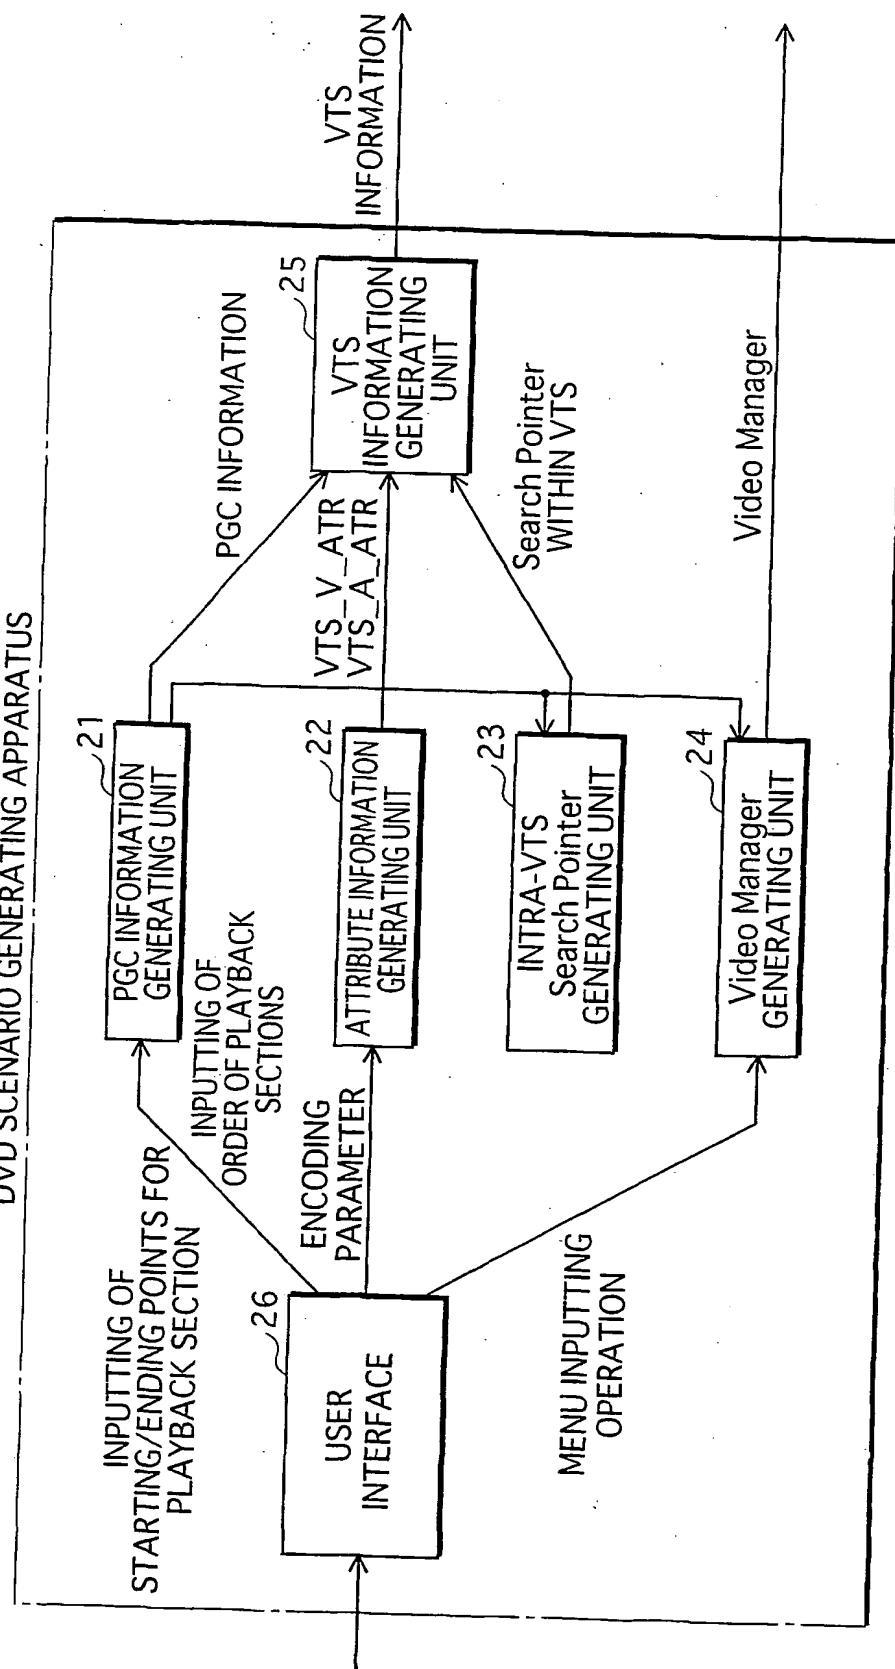 DVD SCENARIO GENERATING APPARATUS
INPUTTING OF
STARTING/ENDING POINTS FOR
PLAYBACK SECTION
INPUTTING OF
ORDER OF PLAYBACK
SECTIONS
26
USER
INTERFACE
ENCODING
PARAMETER
MENU INPUTTING
OPERATION
21
PGC INFORMATION
GENERATING UNIT
22
ATTRIBUTE INFORMATION
GENERATING UNIT
23
INTRA-VTS
Search Pointer
GENERATING UNIT
24
Video Manager
GENERATING UNIT
PGC INFORMATION
VTS_V_ATR
VTS_A_ATR
Search Pointer
WITHIN VTS
25
VTS
INFORMATION
GENERATING
UNIT
VTS
INFORMATION
Video Manager